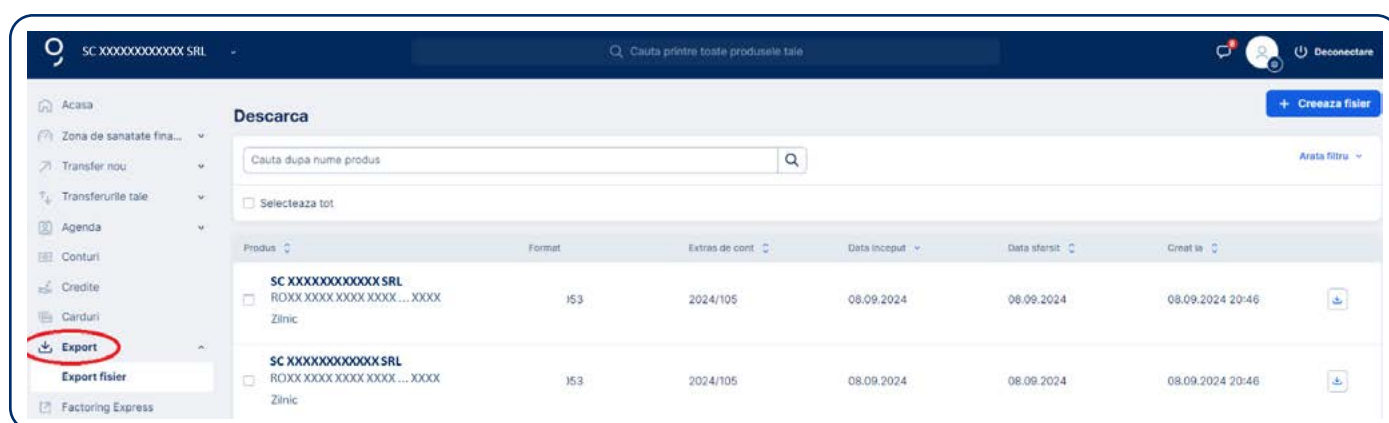 SC XXXXXXXXXXXX SRL
Cauta printre toate produsele tale
8
Deconectare
Acasa
Zona de sanatate fina...
Transfer nou
Transferurile tale
Agenda
Conturi
Credite
Carduri
Export
Export fisier
Factoring Express
Descarca
+ Creeaza fisier
Cauta dupa nume produs
Arata filtru
Selecteaza tot
Produs Format Extras de cont Data inceput Data sfarsit Creat la
SC XXXXXXXXXXXX SRL
ROXX XXXX XXXX XXXX ... XXXX
)53 2024/105 08.09.2024 08.09.2024 08.09.2024 20:46
Zilnic
SC XXXXXXXXXXXX SRL
ROXX XXXX XXXX XXXX ... XXXX
)53 2024/105 08.09.2024 08.09.2024 08.09.2024 20:46
Zilnic